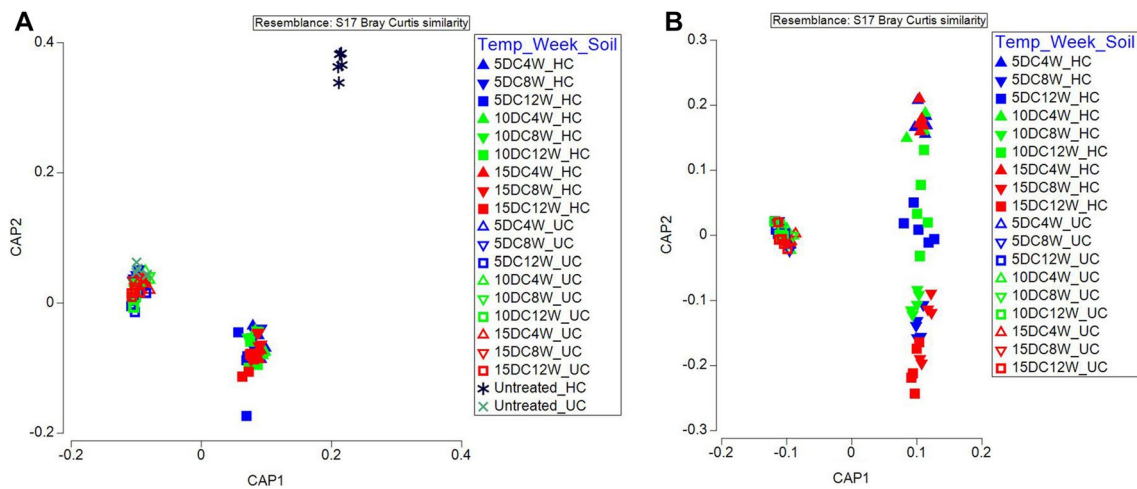 A
Resemblance: S17 Bray Curtis similarity
0.4
0.2
0
-0.2
CAP2
-0.2
0
0.2
0.4
CAP1
Temp_Week_Soil
5DC4W_HC
5DC8W_HC
5DC12W_HC
10DC4W_HC
10DC8W_HC
10DC12W_HC
15DC4W_HC
15DC8W_HC
15DC12W_HC
5DC4W_UC
5DC8W_UC
5DC12W_UC
10DC4W_UC
10DC8W_UC
10DC12W_UC
15DC4W_UC
15DC8W_UC
15DC12W_UC
Untreated_HC
Untreated_UC
B
Resemblance: S17 Bray Curtis similarity
0.3
0.2
0.1
0
-0.1
-0.2
-0.3
CAP2
-0.2
-0.1
0
0.1
0.2
CAP1
Temp_Week_Soil
5DC4W_HC
5DC8W_HC
5DC12W_HC
10DC4W_HC
10DC8W_HC
10DC12W_HC
15DC4W_HC
15DC8W_HC
15DC12W_HC
5DC4W_UC
5DC8W_UC
5DC12W_UC
10DC4W_UC
10DC8W_UC
10DC12W_UC
15DC4W_UC
15DC8W_UC
15DC12W_UC